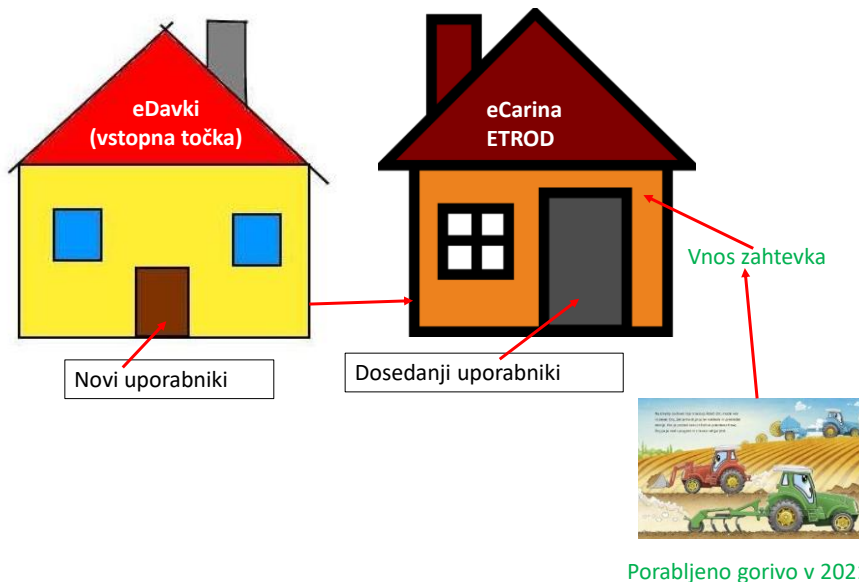 eDavki
(vstopna točka)
eCarina
ETROD
Vnos zahtevka
Novi uporabniki
Dosedanji uporabniki
Porabljeno gorivo v 202